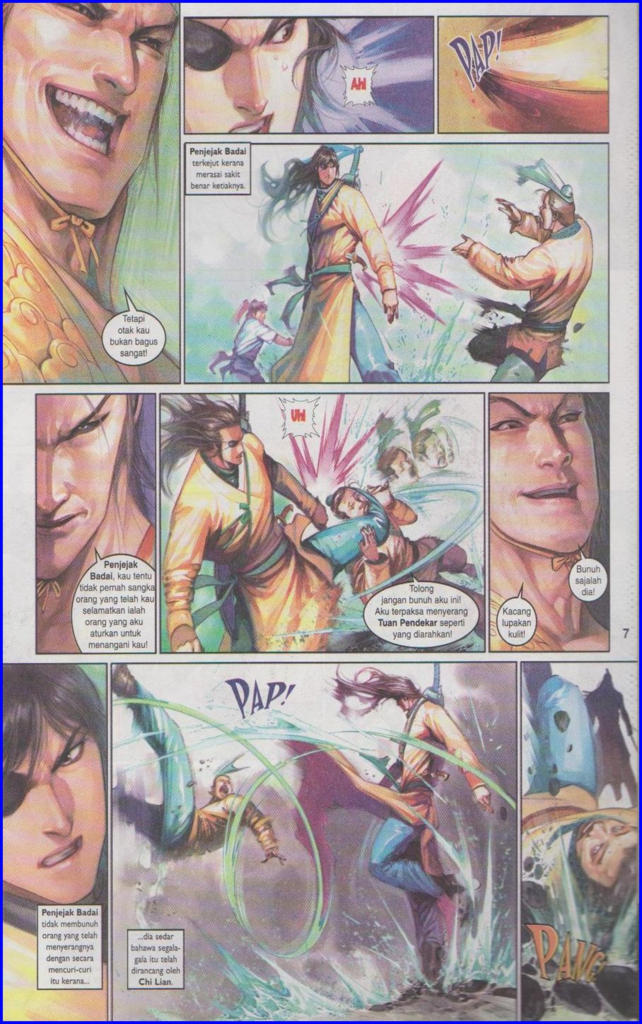 Tetapi
otak kau
bukan bagus
sangat!
Ah!
PAP!
Penjejak Badai
terkejut kerana
merasai sakit
benar ketiaknya.
Penjejak
Badai, kau tentu
tidak pernah sangka
orang yang telah kau
selamatkan ialah
orang yang aku
aturkan untuk
menangani kau!
Uh!
Tolong
jangan bunuh aku ini!
Aku terpaksa menyerang
Tuan Pendekar seperti
yang diarahkan!
Kacang
lupakan
kulit!
Bunuh
sajalah
dia!
7
Penjejak Badai
tidak membunuh
orang yang telah
menyerangnya
dengan secara
mencuri-curi
itu kerana...
PAP!
...dia sedar
bahawa segala-
gala itu telah
dirancang oleh
Chi Lian.
PANG